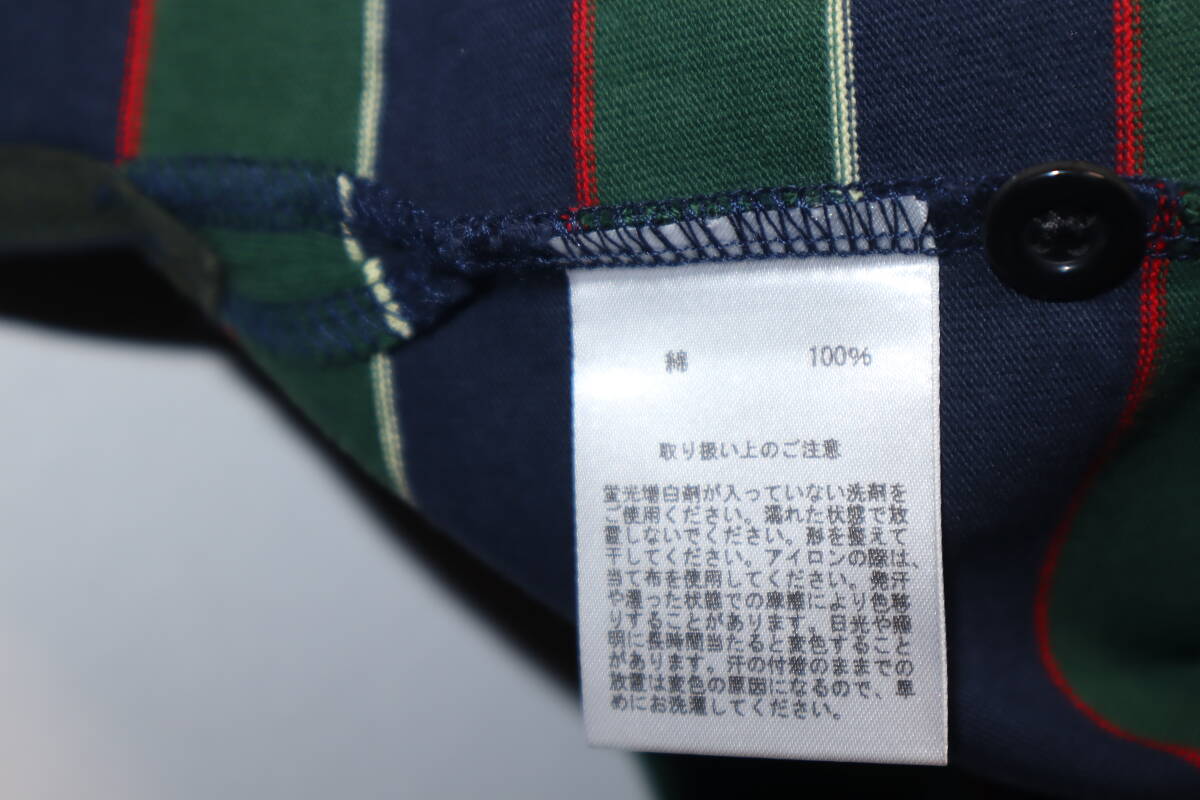 綿 100%
取り扱い上のご注意
蛍光増白剤が入っていない洗剤を
ご使用ください。濡れた状態で放
置しないでください。形を整えて
干してください。アイロンの際は、
当て布を使用してください。発汗
や湿った状態での摩擦により色移
りすることがあります。日光や照
明に長時間当たると変色すること
があります。汗の付着のままでの
放置は変色の原因になるので、早
めにお洗濯してください。